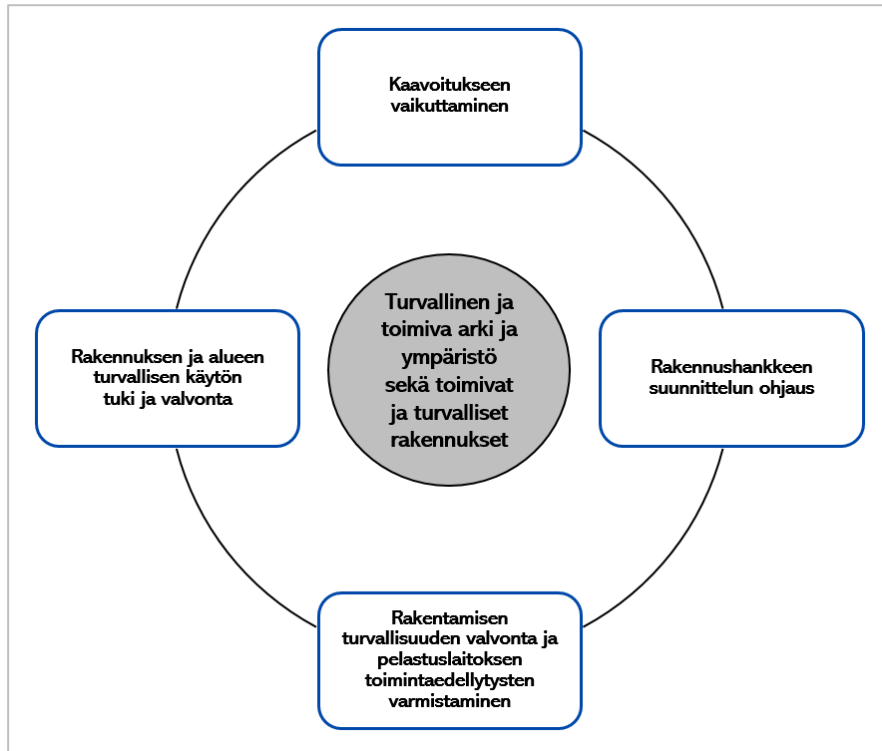 Kaavoitukseen
vaikuttaminen
Turvallinen ja
toimiva arki ja
ympäristö
sekä toimivat
ja turvalliset
rakennukset
Rakennuksen ja alueen
turvallisen käytön
tuki ja valvonta
Rakennushankkeen
suunnittelun ohjaus
Rakentamisen
turvallisuuden valvonta ja
pelastuslaitoksen
toimintaedellytysten
varmistaminen